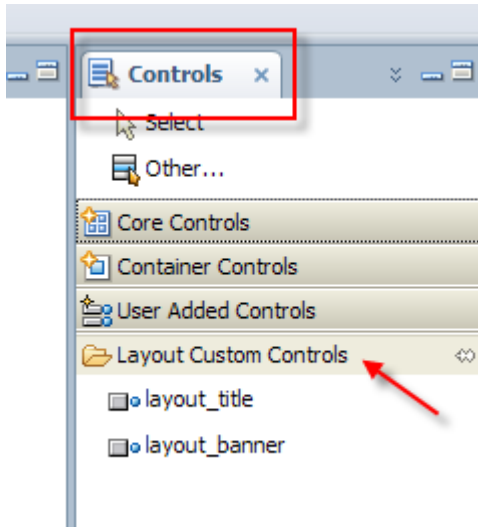 Controls
Select
Other...
Core Controls
Container Controls
User Added Controls
Layout Custom Controls
layout_title
layout_banner